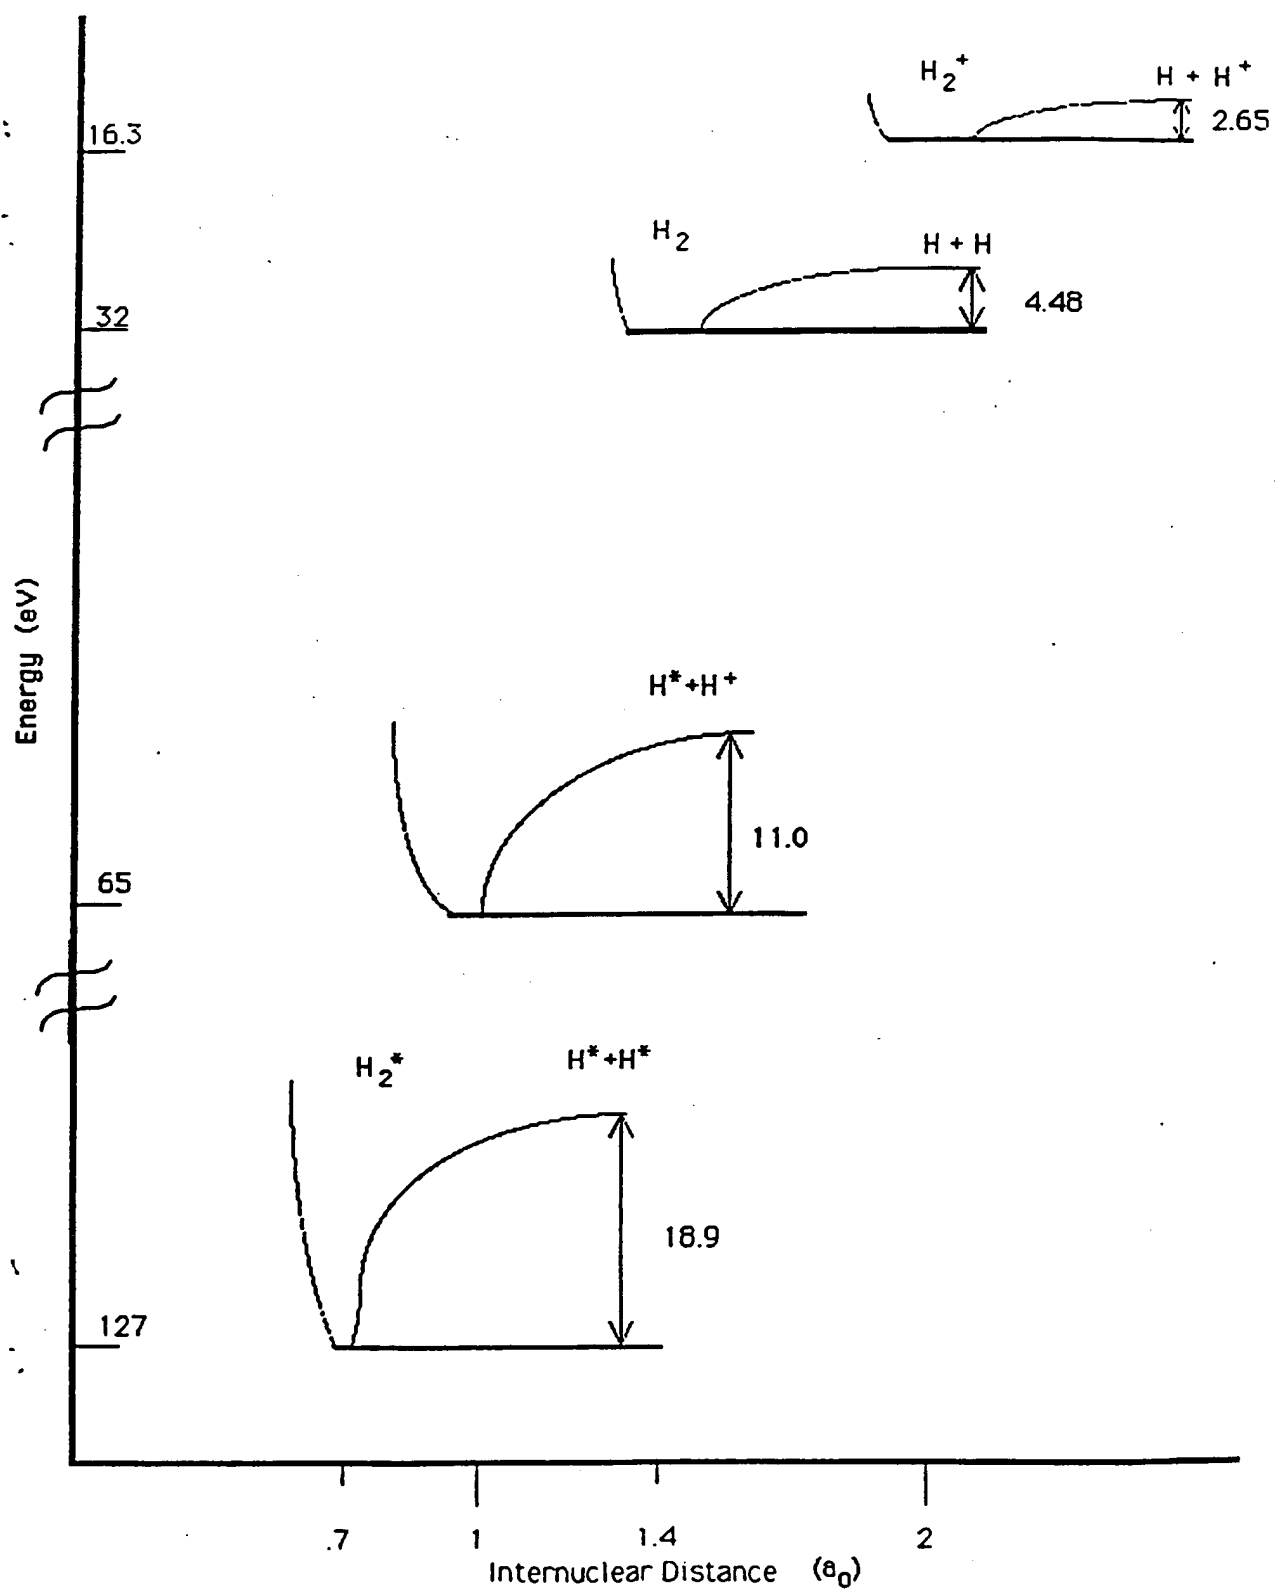 H₂⁺
H + H⁺
2.65
16.3
H₂
H + H
4.48
32
Energy (eV)
H*+H⁺
11.0
65
H₂*
H*+H*
18.9
127
.7 1 1.4 2
Internuclear Distance (a₀)